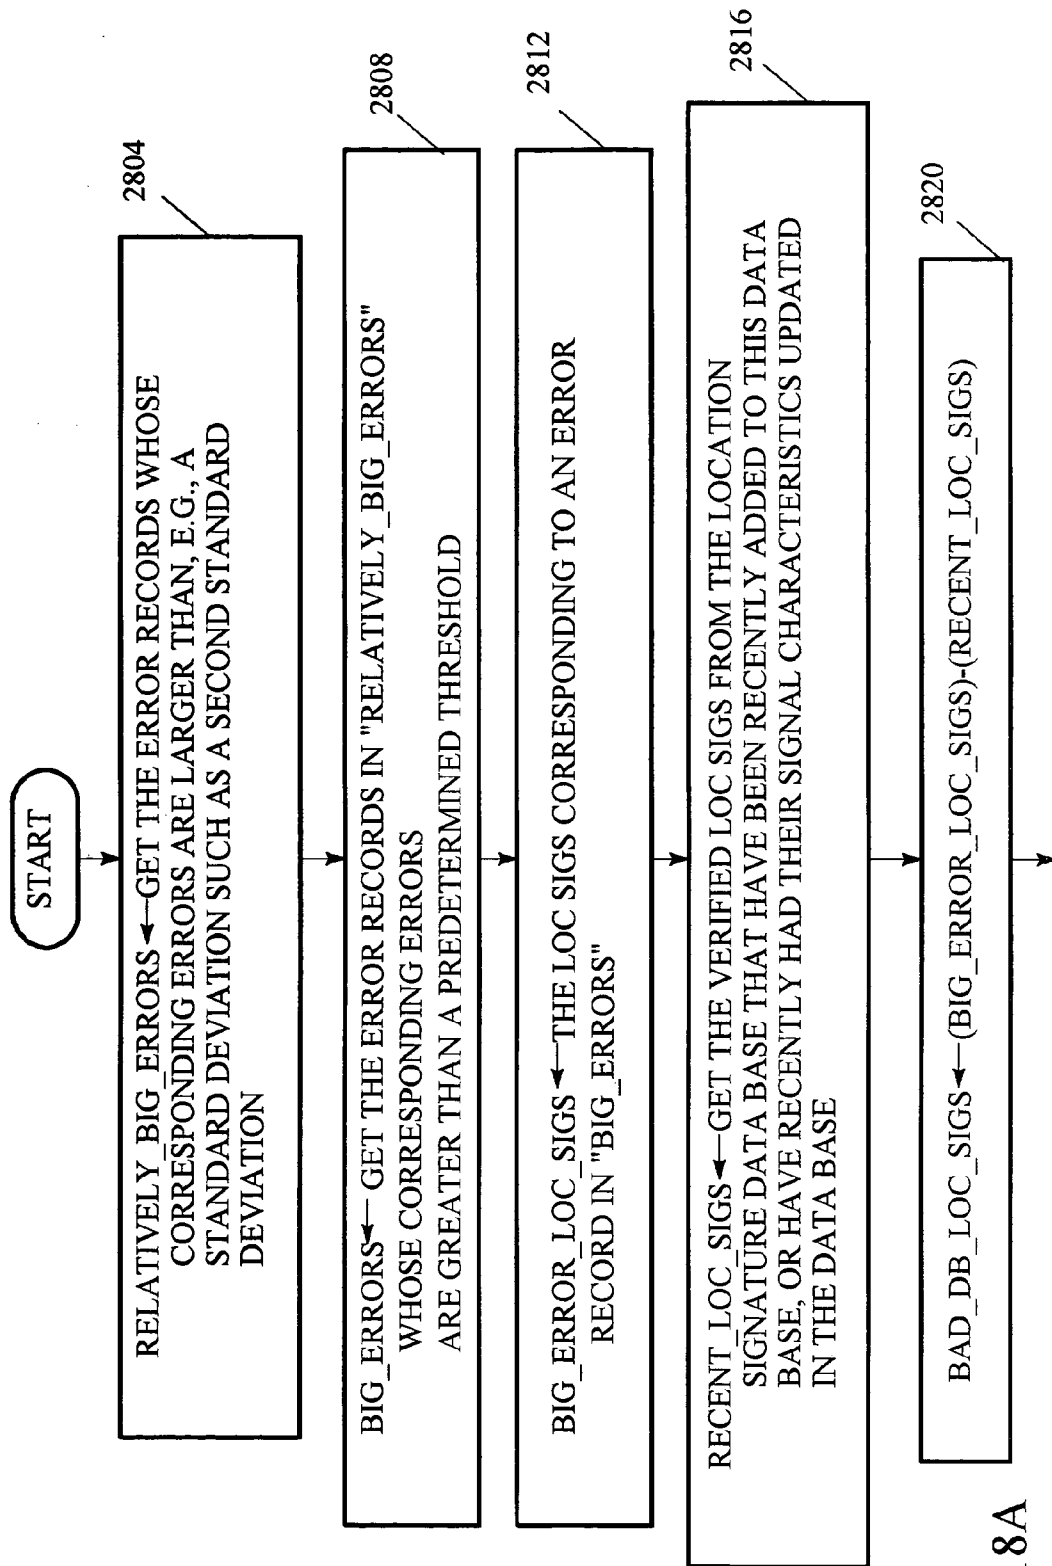 START
2804
RELATIVELY_BIG_ERRORS ← GET THE ERROR RECORDS WHOSE
CORRESPONDING ERRORS ARE LARGER THAN, E.G., A
STANDARD DEVIATION SUCH AS A SECOND STANDARD
DEVIATION
2808
BIG_ERRORS ← GET THE ERROR RECORDS IN "RELATIVELY_BIG_ERRORS"
WHOSE CORRESPONDING ERRORS
ARE GREATER THAN A PREDETERMINED THRESHOLD
2812
BIG_ERROR_LOC_SIGS ← THE LOC SIGS CORRESPONDING TO AN ERROR
RECORD IN "BIG_ERRORS"
2816
RECENT_LOC_SIGS ← GET THE VERIFIED LOC SIGS FROM THE LOCATION
SIGNATURE DATA BASE THAT HAVE BEEN RECENTLY ADDED TO THIS DATA
BASE, OR HAVE RECENTLY HAD THEIR SIGNAL CHARACTERISTICS UPDATED
IN THE DATA BASE
2820
BAD_DB_LOC_SIGS ← (BIG_ERROR_LOC_SIGS)-(RECENT_LOC_SIGS)
8A